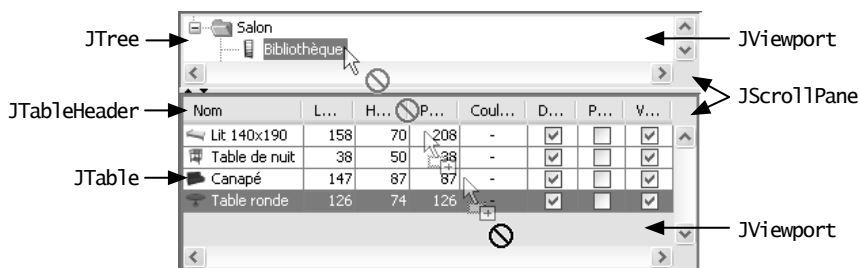 Salon
JTree
Bibliothèque
JViewport
JScrollPane
JTableHeader
Nom L... H... P... Coul... D... P... V...
Lit 140x190 158 70 208 -
Table de nuit 38 50 38 -
JTable
Canapé 147 87 87 -
Table ronde 126 74 126 -
JViewport